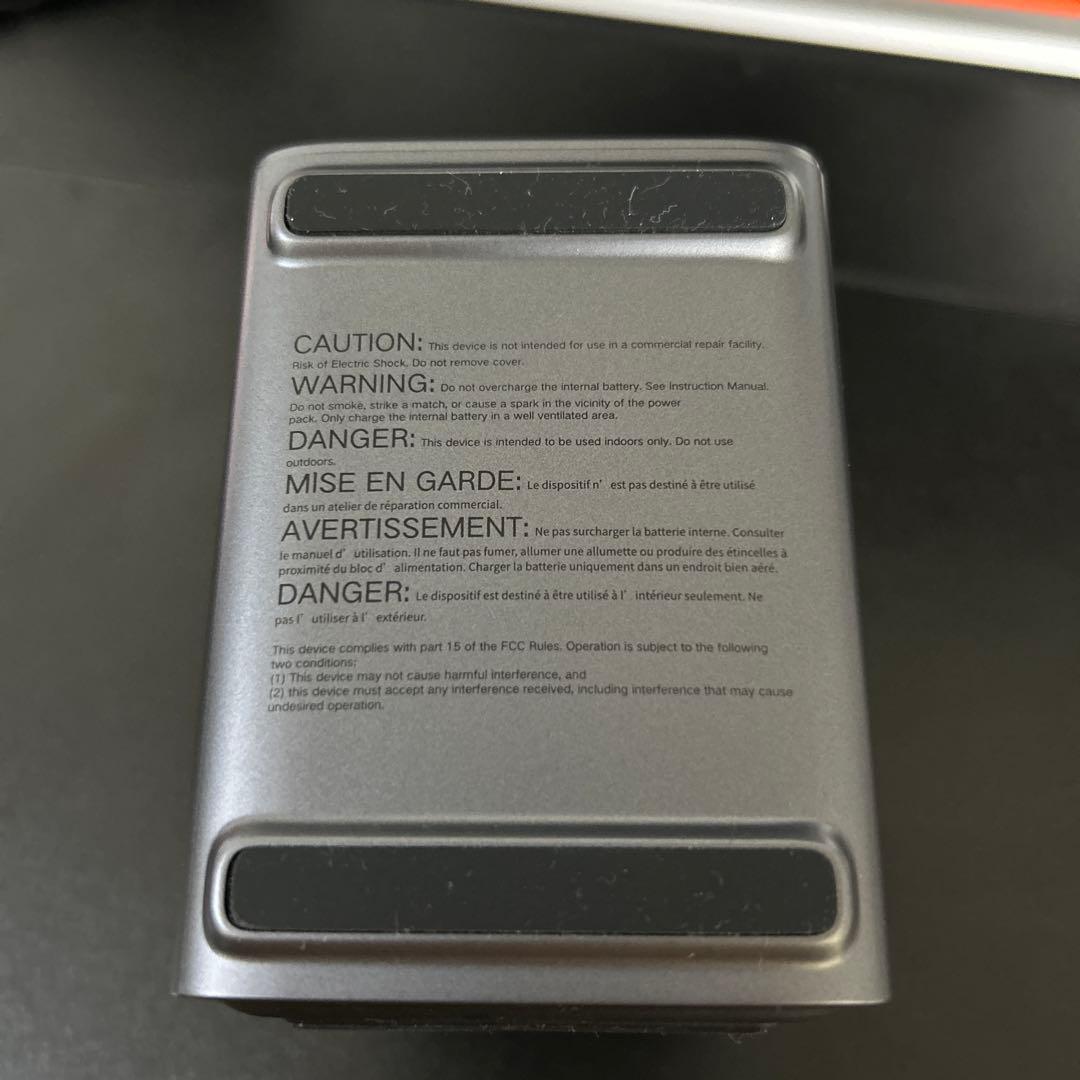 CAUTION: This device is not intended for use in a commercial repair facility.
Risk of Electric Shock. Do not remove cover.
WARNING: Do not overcharge the internal battery. See Instruction Manual.
Do not smoke, strike a match, or cause a spark in the vicinity of the power
pack. Only charge the internal battery in a well ventilated area.
DANGER: This device is intended to be used indoors only. Do not use
outdoors.
MISE EN GARDE: Le dispositif n' est pas destiné à être utilisé
dans un atelier de réparation commercial.
AVERTISSEMENT: Ne pas surcharger la batterie interne. Consulter
le manuel d' utilisation. Il ne faut pas fumer, allumer une allumette ou produire des étincelles à
proximité du bloc d' alimentation. Charger la batterie uniquement dans un endroit bien aéré.
DANGER: Le dispositif est destiné à être utilisé à l' intérieur seulement. Ne
pas l' utiliser à l' extérieur.
This device complies with part 15 of the FCC Rules. Operation is subject to the following
two conditions:
(1) This device may not cause harmful interference, and
(2) this device must accept any interference received, including interference that may cause
undesired operation.